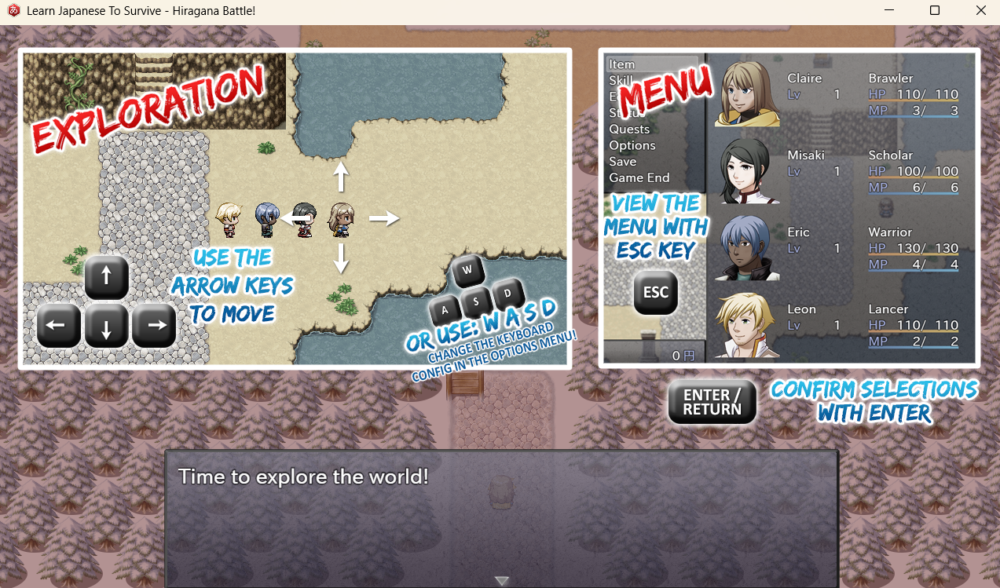 Learn Japanese To Survive - Hiragana Battle!
EXPLORATION
USE THE
ARROW KEYS
TO MOVE
W
A S D
OR USE: W A S D
CHANGE THE KEYBOARD
CONFIG IN THE OPTIONS MENU!
Item
Skill
MENU
Status
Quests
Options
Save
Game End
VIEW THE
MENU WITH
ESC KEY
ESC
0 円
Claire Brawler
Lv 1 HP 110/ 110
MP 3/ 3
Misaki Scholar
Lv 1 HP 100/ 100
MP 6/ 6
Eric Warrior
Lv 1 HP 130/ 130
MP 4/ 4
Leon Lancer
Lv 1 HP 110/ 110
MP 2/ 2
ENTER /
RETURN
CONFIRM SELECTIONS
WITH ENTER
Time to explore the world!